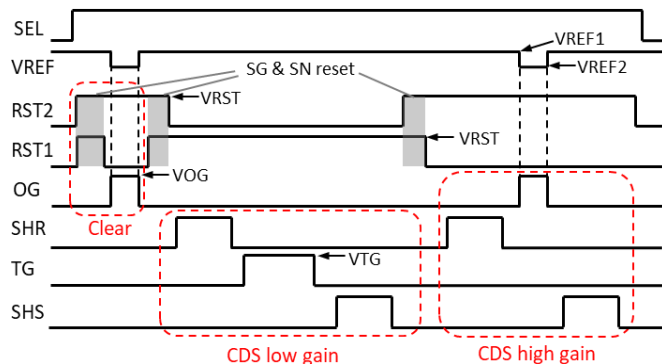 SEL
VREF
VREF1
VREF2
SG & SN reset
RST2
VRST
RST1
VRST
OG
VOG
Clear
SHR
TG
VTG
SHS
CDS low gain
CDS high gain